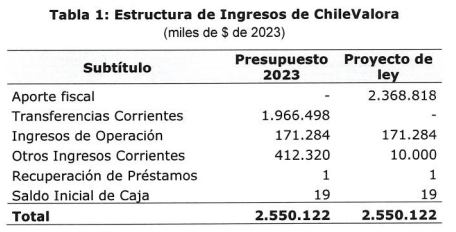 Tabla 1: Estructura de Ingresos de ChileValora
(miles de $ de 2023)
Subtítulo Presupuesto 2023 Proyecto de ley
Aporte fiscal - 2.368.818
Transferencias Corrientes 1.966.498 -
Ingresos de Operación 171.284 171.284
Otros Ingresos Corrientes 412.320 10.000
Recuperación de Préstamos 1 1
Saldo Inicial de Caja 19 19
Total 2.550.122 2.550.122